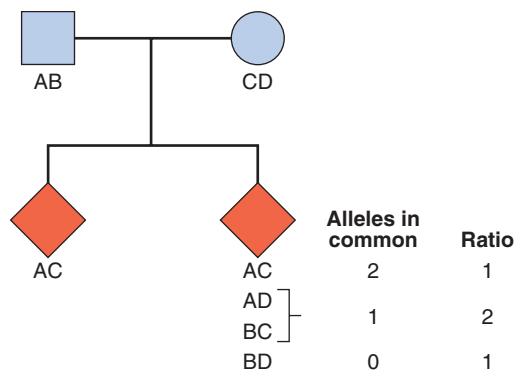 AB CD
Alleles in
common Ratio
AC AC 2 1
AD
1 2
BC
BD 0 1